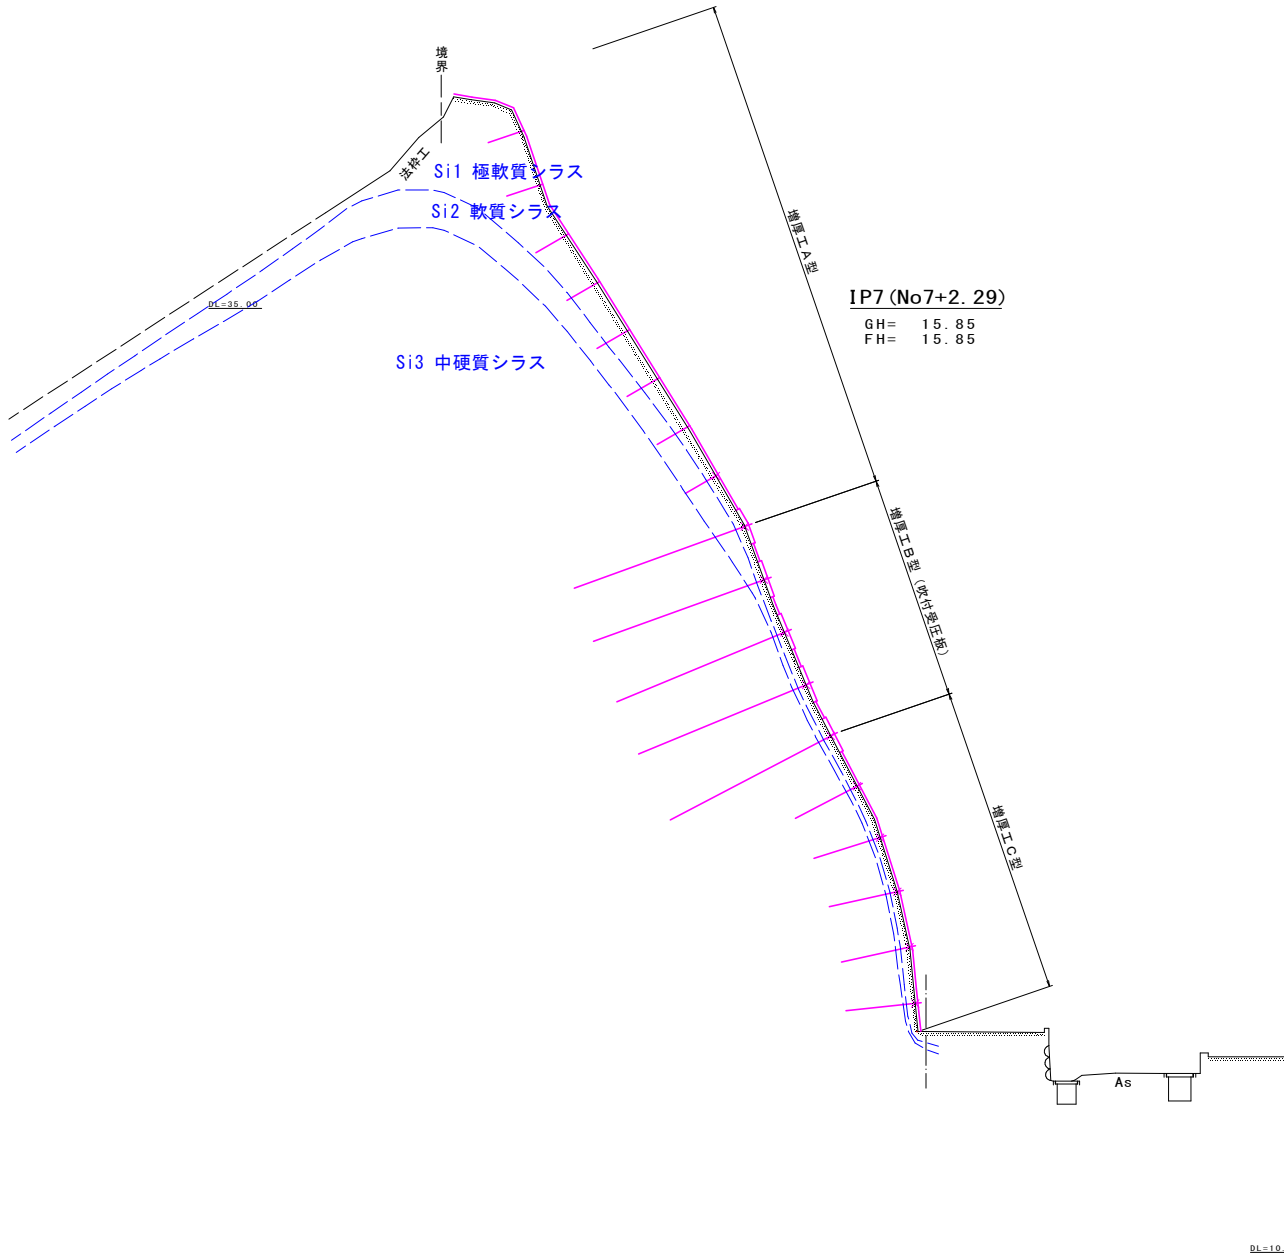 境界
法枠工
Si1 極軟質シラス
Si2 軟質シラス
増厚工A型
DL=35.00
IP7(No7+2.29)
GH= 15.85
FH= 15.85
Si3 中硬質シラス
増厚工B型（吹付受圧板）
増厚工C型
As
DL=10.